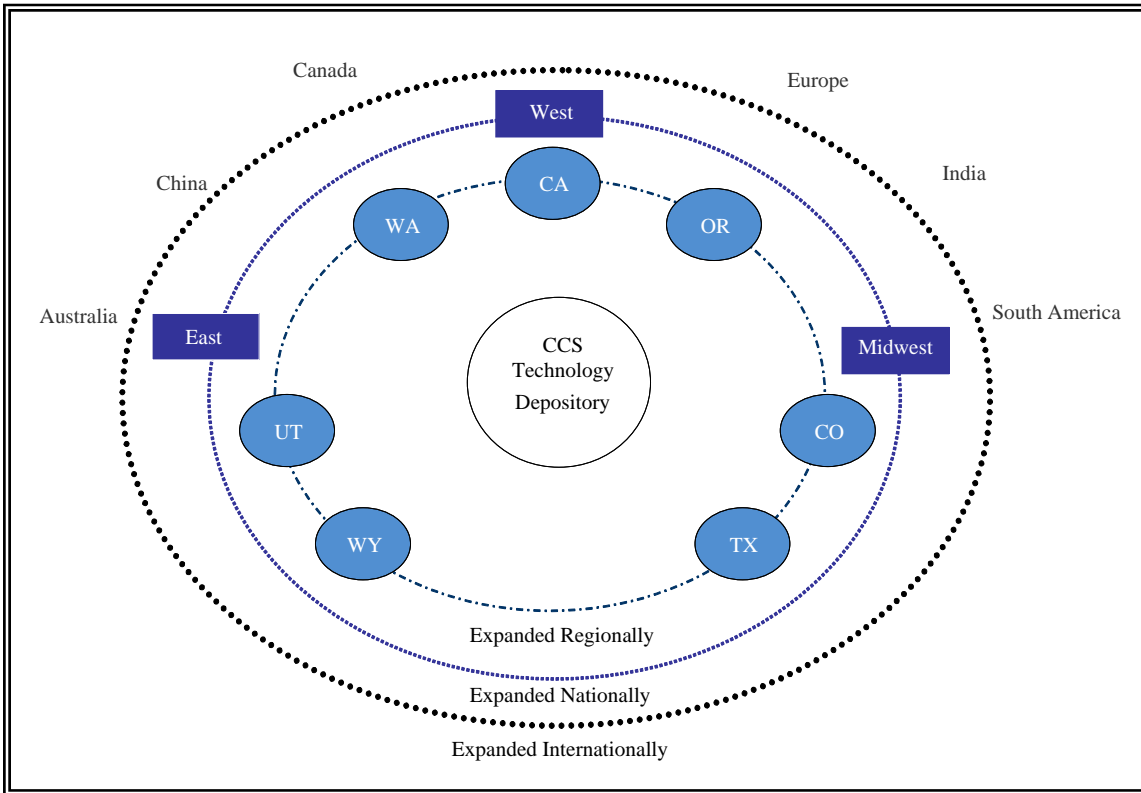 Canada
Europe
West
China
CA
India
WA
OR
Australia
South America
East
Midwest
CCS
Technology
Depository
UT
CO
WY
TX
Expanded Regionally
Expanded Nationally
Expanded Internationally